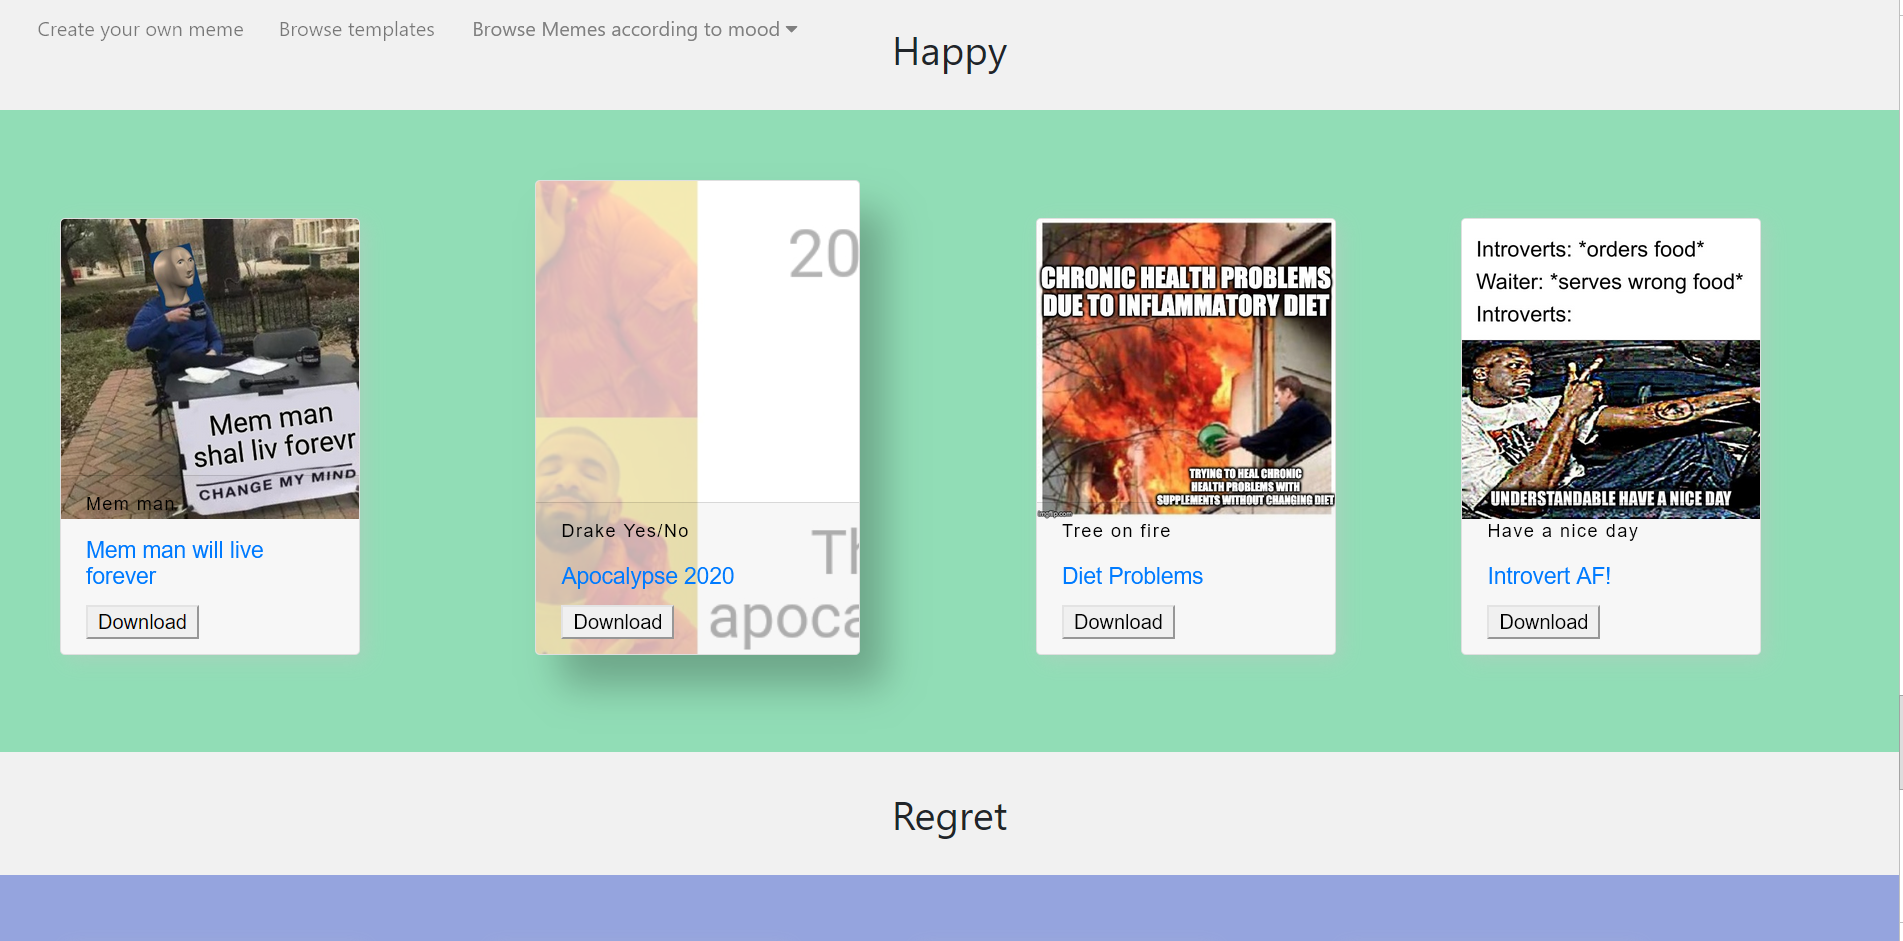 Create your own meme
Browse templates
Browse Memes according to mood
Happy
Mem man
shal liv forevr
CHANGE MY MIND
Mem man
Mem man will live
forever
Download
20
Drake Yes/No
Apocalypse 2020
Download
CHRONIC HEALTH PROBLEMS
DUE TO INFLAMMATORY DIET
TRYING TO HEAL CHRONIC
HEALTH PROBLEMS WITH
SUPPLEMENTS WITHOUT CHANGING DIET
imgflip.com
Tree on fire
Diet Problems
Download
Introverts: *orders food*
Waiter: *serves wrong food*
Introverts:
UNDERSTANDABLE HAVE A NICE DAY
Have a nice day
Introvert AF!
Download
Regret